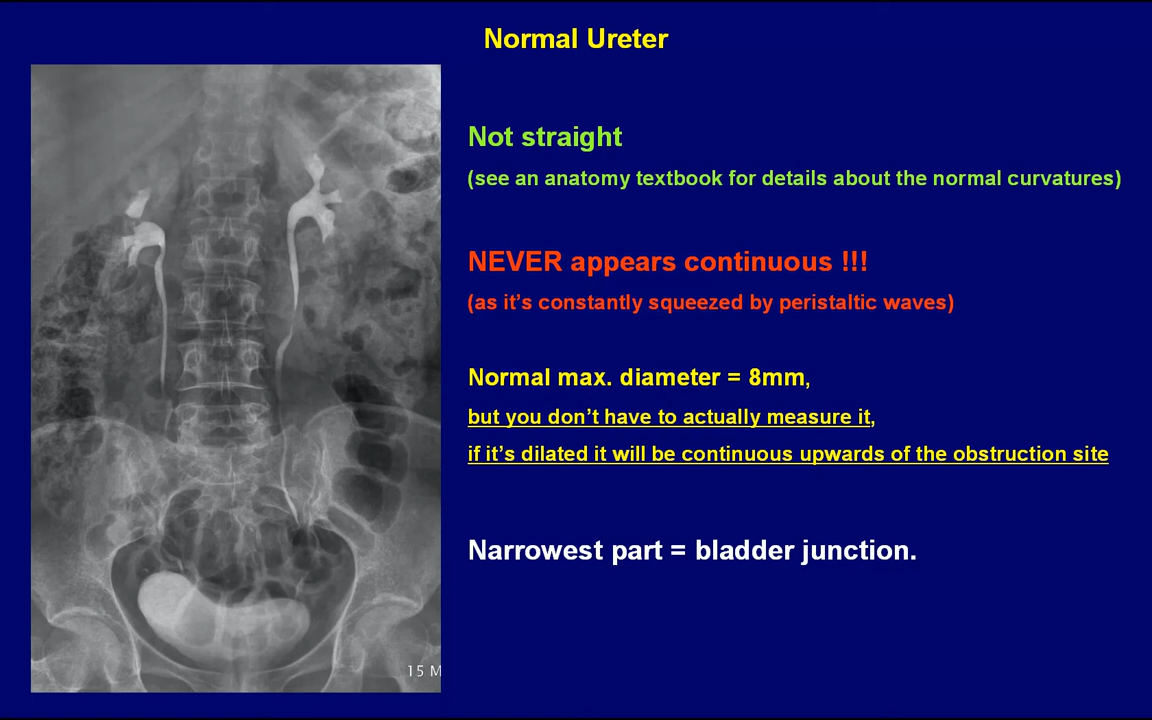 Normal Ureter
Not straight
(see an anatomy textbook for details about the normal curvatures)
NEVER appears continuous !!!
(as it's constantly squeezed by peristaltic waves)
Normal max. diameter = 8mm,
but you don't have to actually measure it,
if it's dilated it will be continuous upwards of the obstruction site
Narrowest part = bladder junction.
15 M